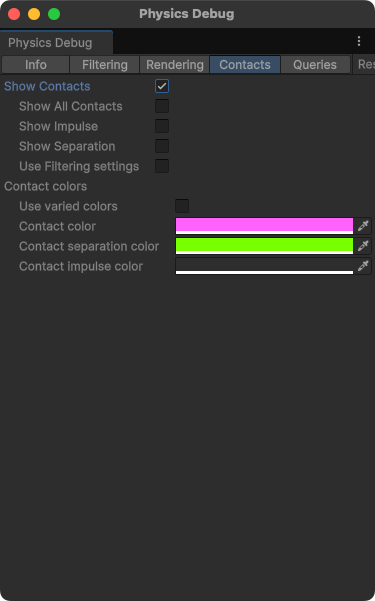 Physics Debug
Physics Debug
Info Filtering Rendering Contacts Queries Res
Show Contacts
Show All Contacts
Show Impulse
Show Separation
Use Filtering settings
Contact colors
Use varied colors
Contact color
Contact separation color
Contact impulse color